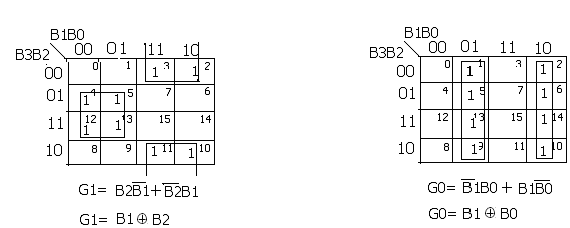 B1B0
B3B2 00 01 11 10
00 0 1 1 3 1 2
01 1 4 1 5 7 6
11 12 1 1 13 15 14
10 8 9 1 11 1 10
G1= B2B̅1̅+B̅2̅B1
G1= B1 ⊕ B2
B1B0
B3B2 00 01 11 10
00 0 1 1 3 1 2
01 4 1 5 7 1 6
11 12 1 13 15 1 14
10 8 1 9 11 1 10
G0= B̅1B0 + B1B̅0̅
G0= B1 ⊕ B0